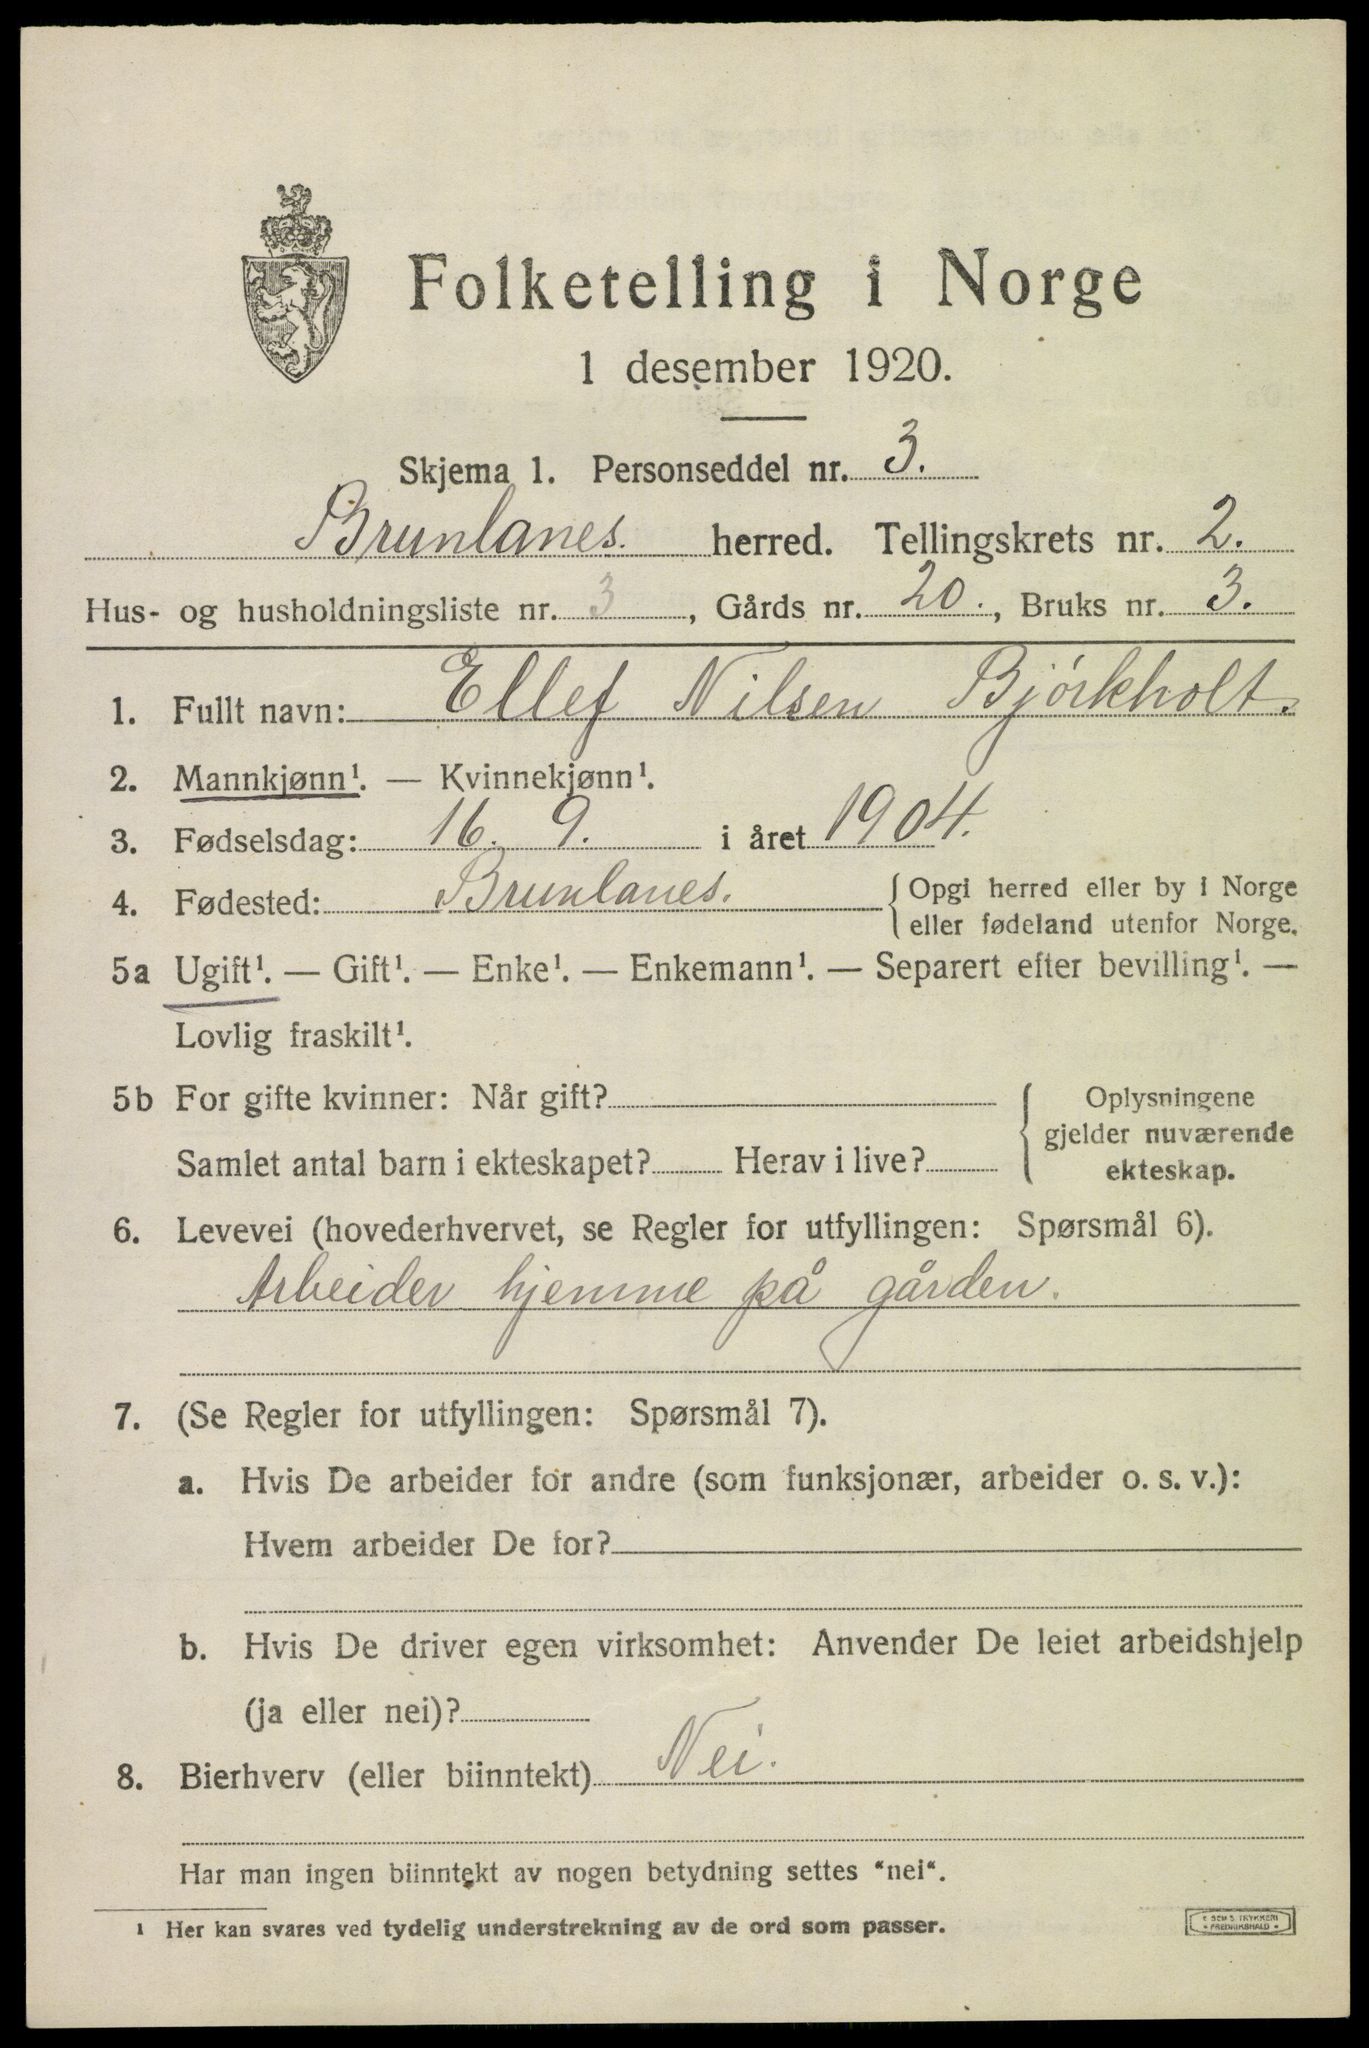 Folketelling i Norge
1 desember 1920.
Skjema 1. Personseddel nr. 3.
Brunlanes. herred. Tellingskrets nr. 2.
Hus- og husholdningsliste nr. 3, Gårds nr. 20., Bruks nr. 3.
1. Fullt navn: Ellef Nilsen Bjørkholt.
2. Mannkjønn¹. — Kvinnekjønn¹.
3. Fødselsdag: 16. 9. i året 1904.
4. Fødested: Brunlanes. { Opgi herred eller by i Norge
eller fødeland utenfor Norge.
5a Ugift¹. — Gift¹. — Enke¹. — Enkemann¹. — Separert efter bevilling¹. —
Lovlig fraskilt¹.
5b For gifte kvinner: Når gift? { Oplysningene
gjelder nuværende
Samlet antal barn i ekteskapet? Herav i live? ekteskap.
6. Levevei (hovederhvervet, se Regler for utfyllingen: Spørsmål 6).
Arbeider hjemme på gården.
7. (Se Regler for utfyllingen: Spørsmål 7).
a. Hvis De arbeider for andre (som funksjonær, arbeider o. s. v.):
Hvem arbeider De for?
b. Hvis De driver egen virksomhet: Anvender De leiet arbeidshjelp
(ja eller nei)?
8. Bierhverv (eller biinntekt) Nei.
Har man ingen biinntekt av nogen betydning settes "nei".
¹ Her kan svares ved tydelig understrekning av de ord som passer.
E SEM'S TRYKKERI
• FREDRIKSHALD •